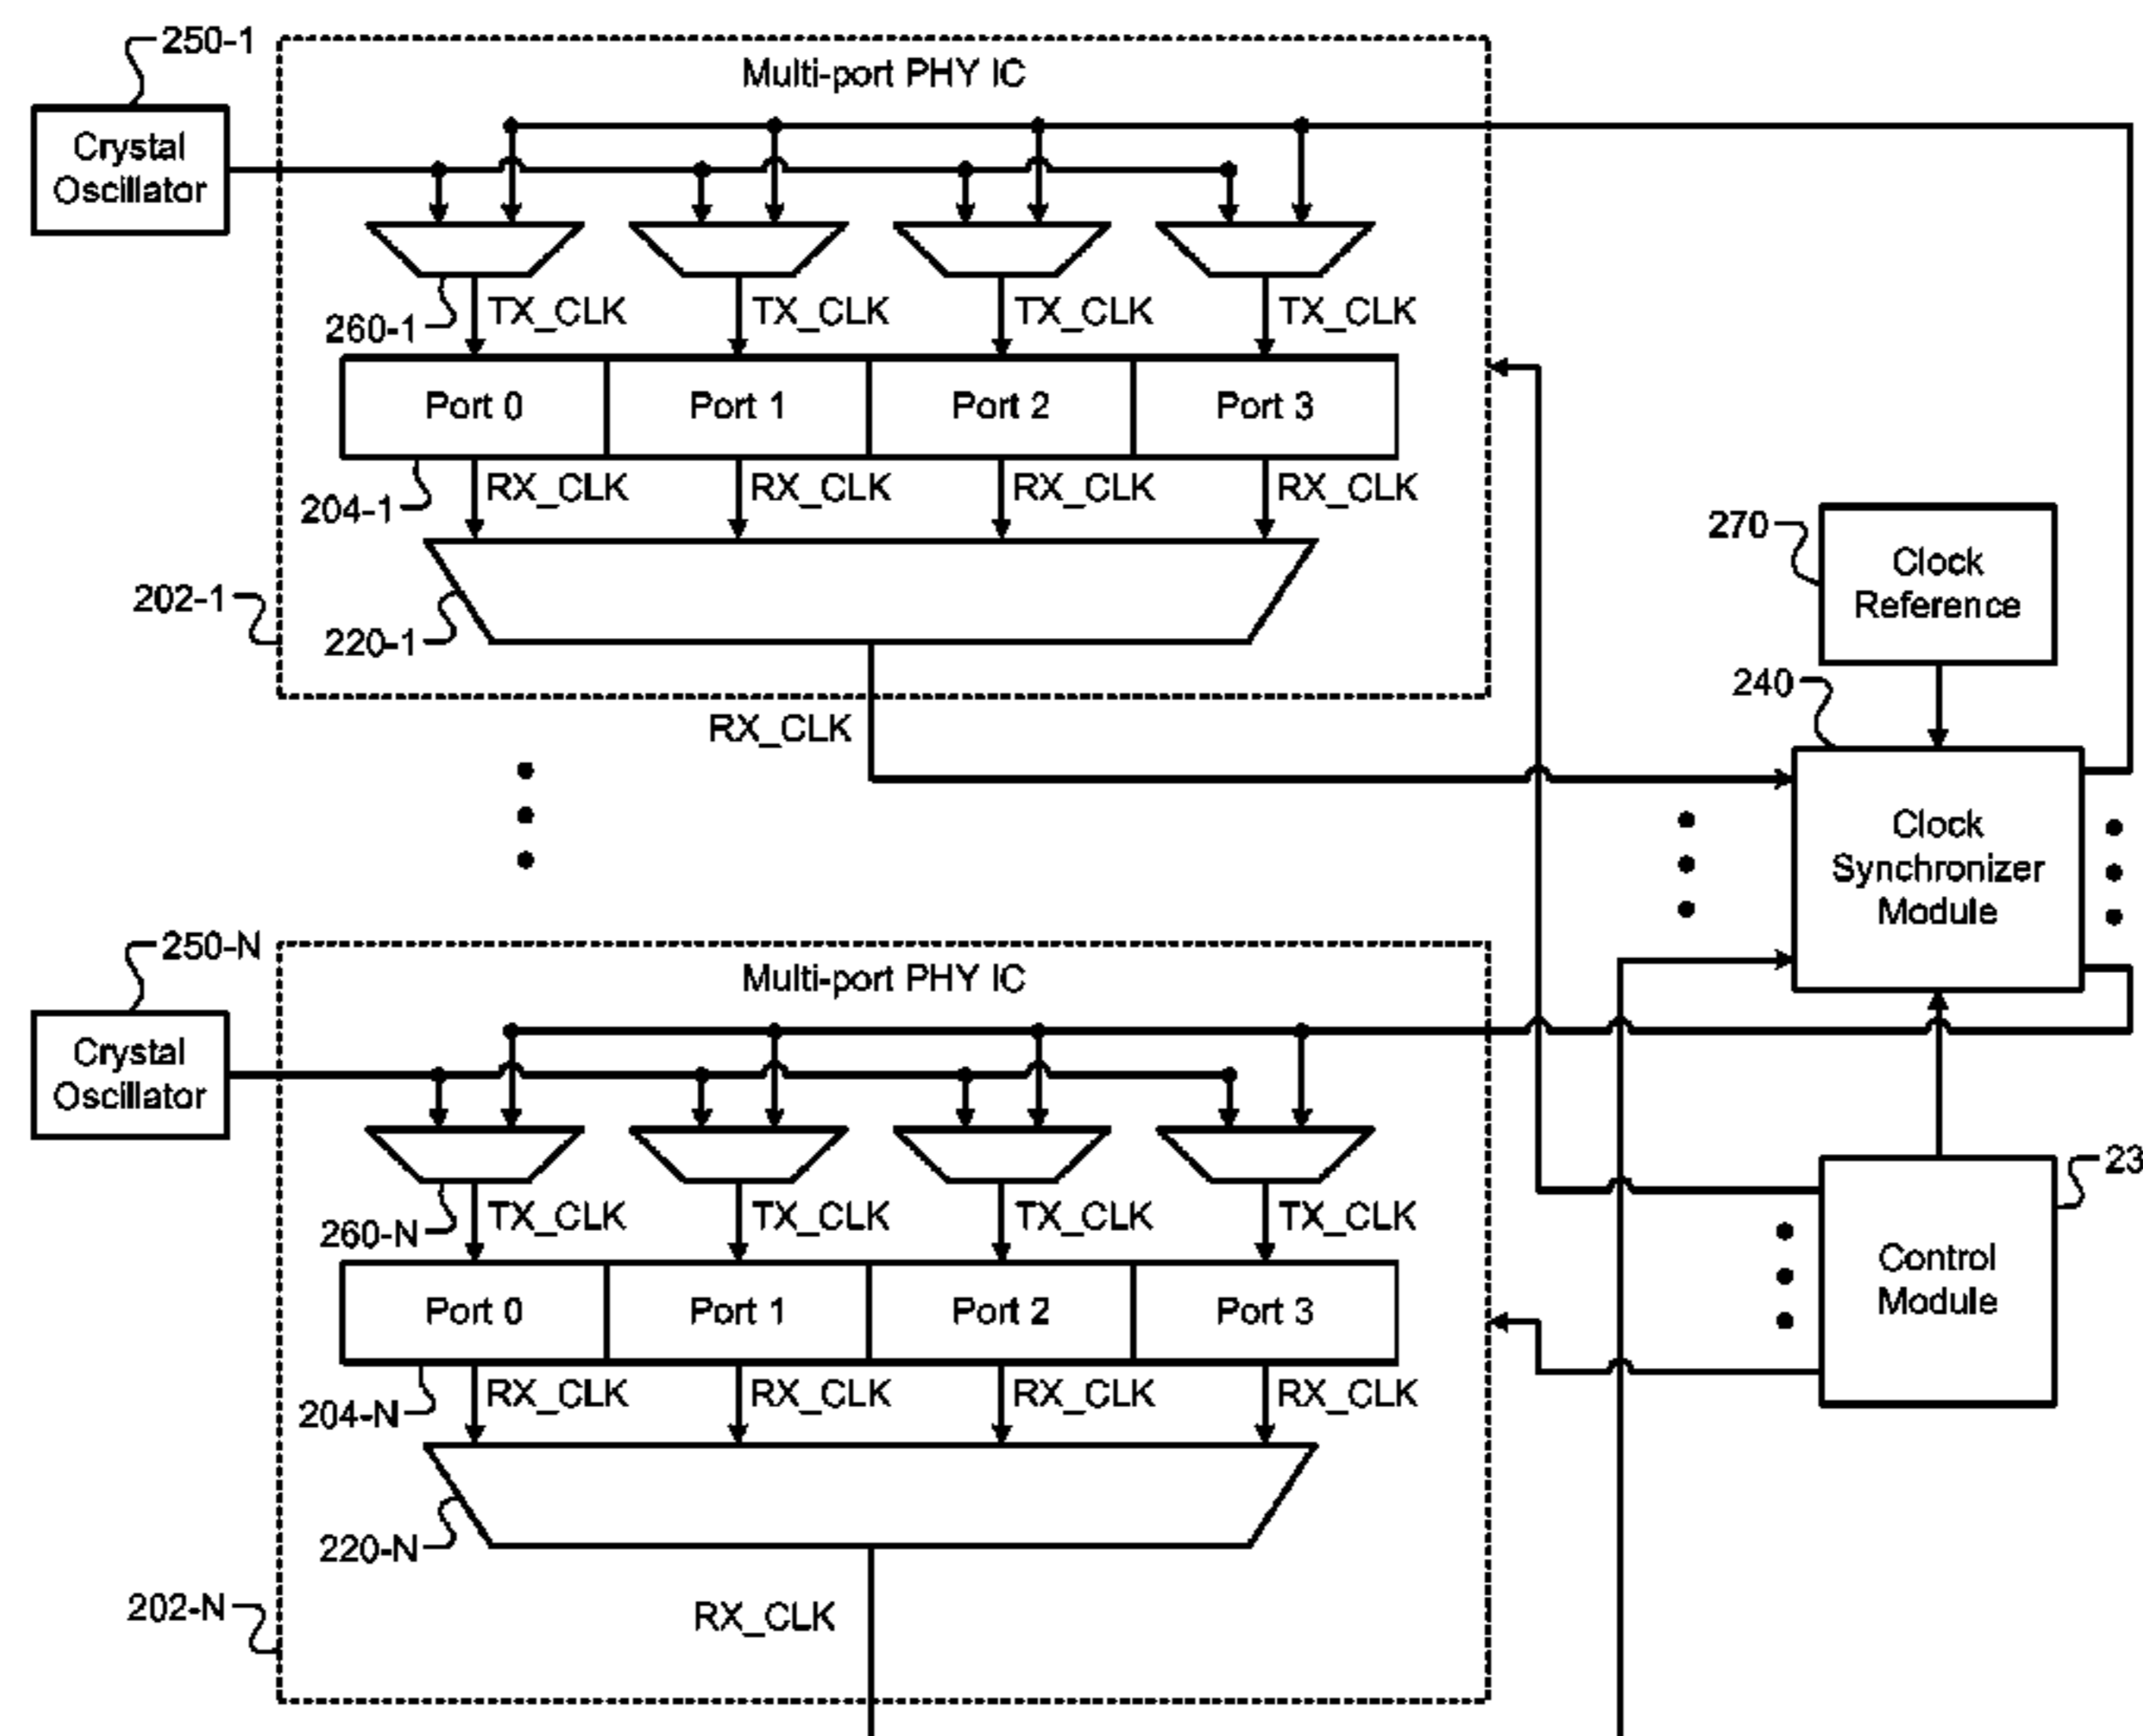 250-1
Multi-port PHY IC
Crystal
Oscillator
260-1
TX_CLK
TX_CLK
TX_CLK
TX_CLK
Port 0
Port 1
Port 2
Port 3
204-1
RX_CLK
RX_CLK
RX_CLK
RX_CLK
202-1
220-1
RX_CLK
270
Clock
Reference
240
Clock
Synchronizer
Module
250-N
Multi-port PHY IC
Crystal
Oscillator
260-N
TX_CLK
TX_CLK
TX_CLK
TX_CLK
Port 0
Port 1
Port 2
Port 3
204-N
RX_CLK
RX_CLK
RX_CLK
RX_CLK
23
Control
Module
220-N
202-N
RX_CLK